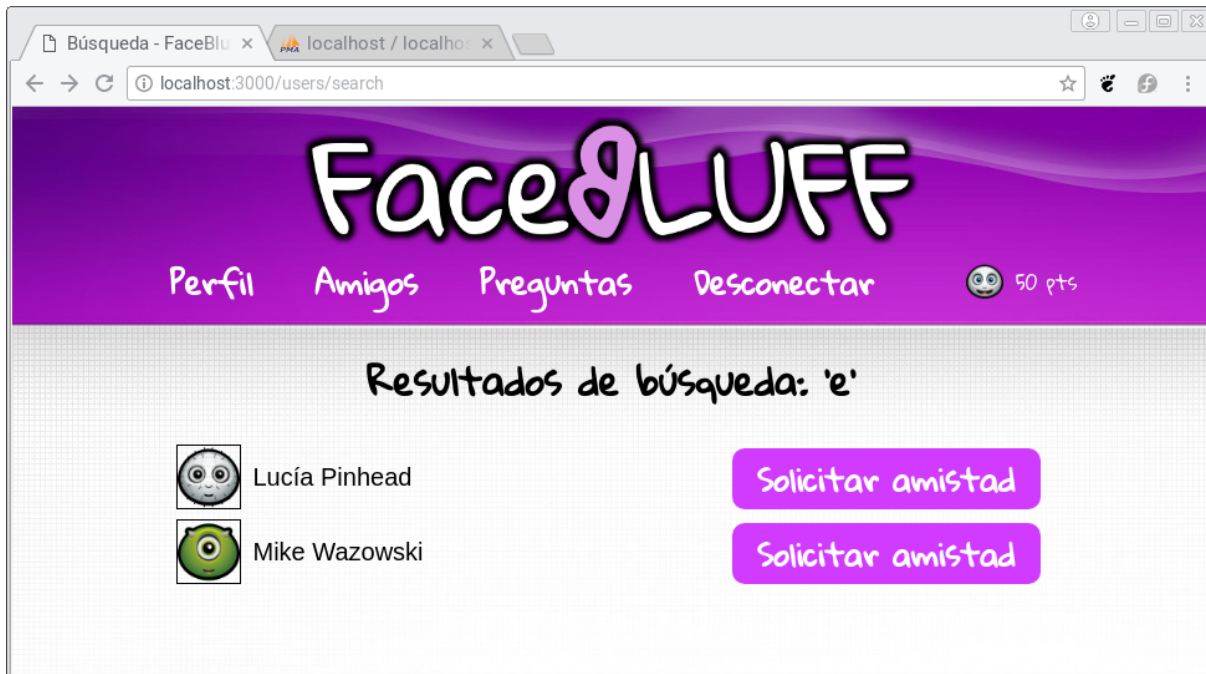 Búsqueda - FaceBlu
PMA localhost / localhos
localhost:3000/users/search
FaceBLUFF
Perfil Amigos Preguntas Desconectar 50 pts
Resultados de búsqueda: 'e'
Lucía Pinhead Solicitar amistad
Mike Wazowski Solicitar amistad